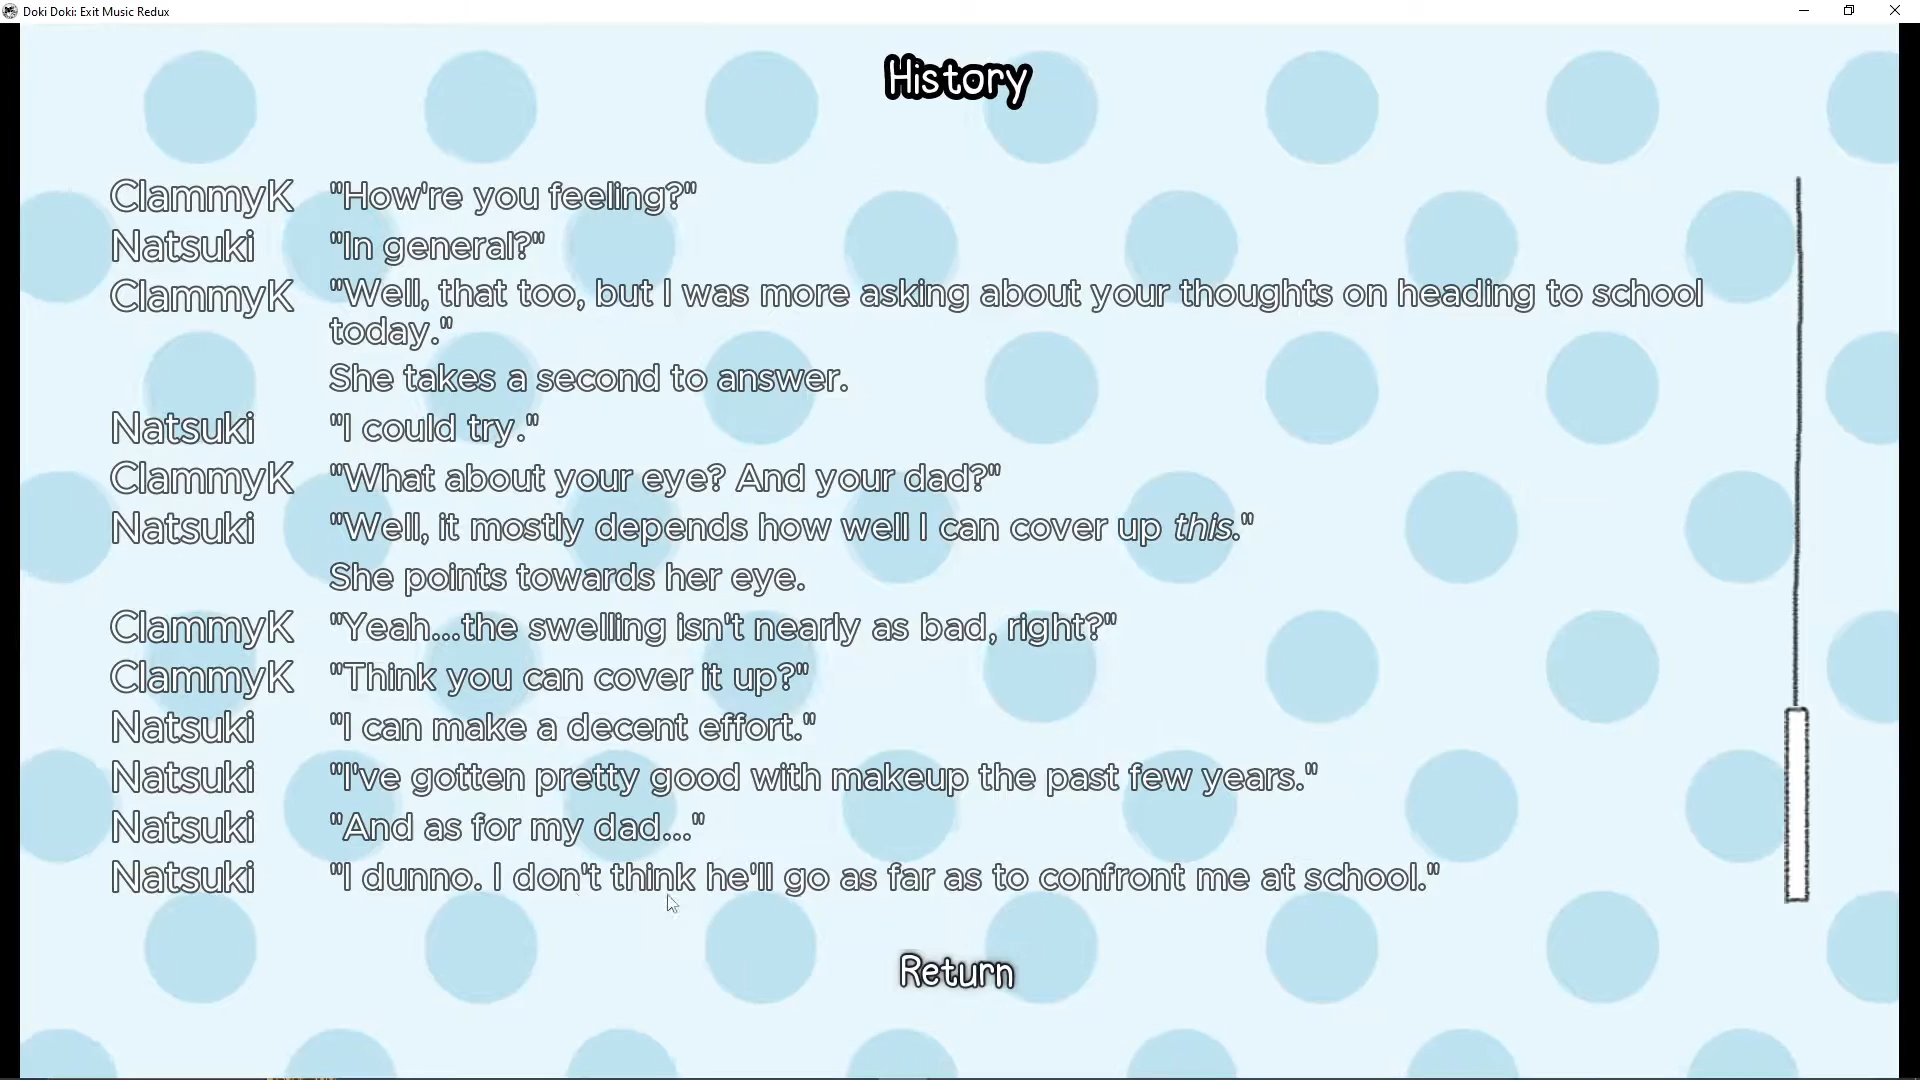 Doki Doki: Exit Music Redux
History
ClammyK "How're you feeling?"
Natsuki "In general?"
ClammyK "Well, that too, but I was more asking about your thoughts on heading to school
today."
She takes a second to answer.
Natsuki "I could try."
ClammyK "What about your eye? And your dad?"
Natsuki "Well, it mostly depends how well I can cover up this."
She points towards her eye.
ClammyK "Yeah...the swelling isn't nearly as bad, right?"
ClammyK "Think you can cover it up?"
Natsuki "I can make a decent effort."
Natsuki "I've gotten pretty good with makeup the past few years."
Natsuki "And as for my dad..."
Natsuki "I dunno. I don't think he'll go as far as to confront me at school."
Return